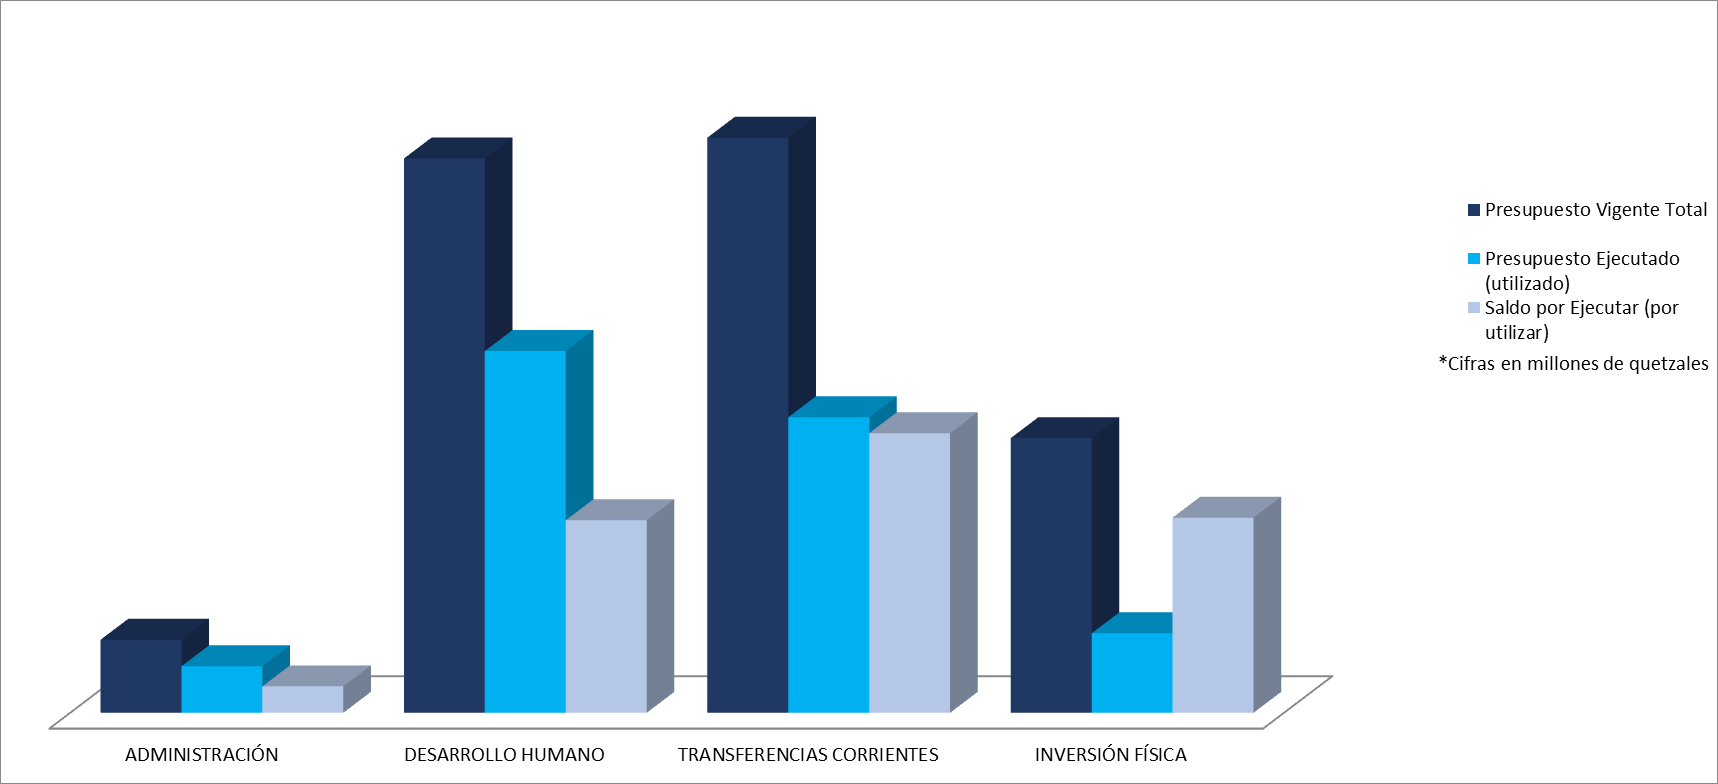 Presupuesto Vigente Total
Presupuesto Ejecutado
(utilizado)
Saldo por Ejecutar (por
utilizar)
*Cifras en millones de quetzales
ADMINISTRACIÓN
DESARROLLO HUMANO
TRANSFERENCIAS CORRIENTES
INVERSIÓN FÍSICA